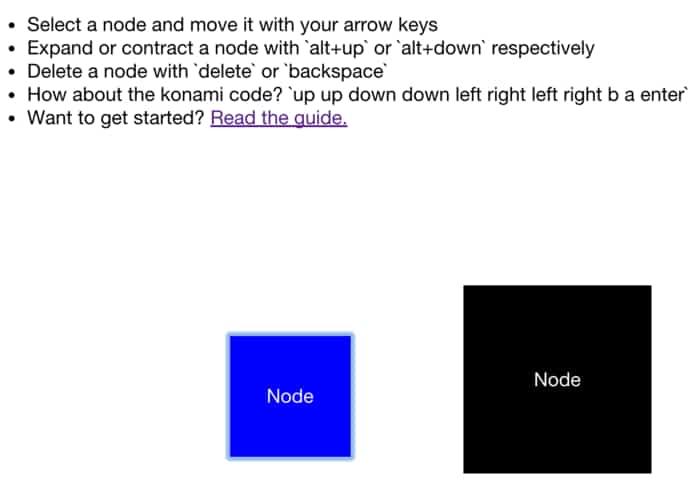 Select a node and move it with your arrow keys
Expand or contract a node with `alt+up` or `alt+down` respectively
Delete a node with `delete` or `backspace`
How about the konami code? `up up down down left right left right b a enter`
Want to get started? Read the guide.
Node
Node